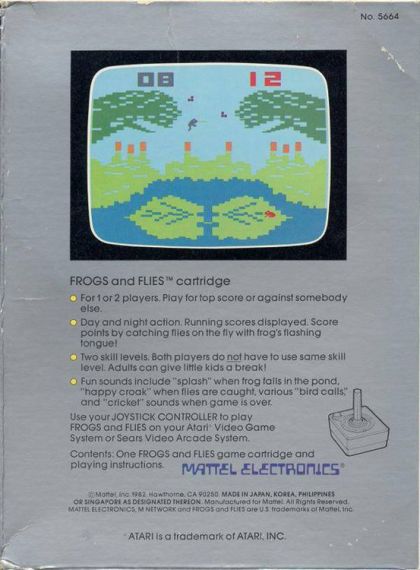 No. 5664
08 12
FROGS and FLIES™ cartridge
For 1 or 2 players. Play for top score or against somebody
else.
Day and night action. Running scores displayed. Score
points by catching flies on the fly with frog's flashing
tongue!
Two skill levels. Both players do not have to use same skill
level. Adults can give little kids a break!
Fun sounds include "splash" when frog falls in the pond,
"happy croak" when flies are caught, various "bird calls,"
and "cricket" sounds when game is over.
Use your JOYSTICK CONTROLLER to play
FROGS and FLIES on your Atari® Video Game
System or Sears Video Arcade System.
Contents: One FROGS and FLIES game cartridge and
playing instructions.
MATTEL ELECTRONICS®
© Mattel, Inc. 1982. Hawthorne, CA 90250. MADE IN JAPAN, KOREA, PHILIPPINES
OR SINGAPORE AS DESIGNATED THEREON. Manufactured for Mattel. All Rights Reserved.
MATTEL ELECTRONICS, M NETWORK and FROGS and FLIES are U.S. trademarks of Mattel, Inc.
ATARI is a trademark of ATARI, INC.